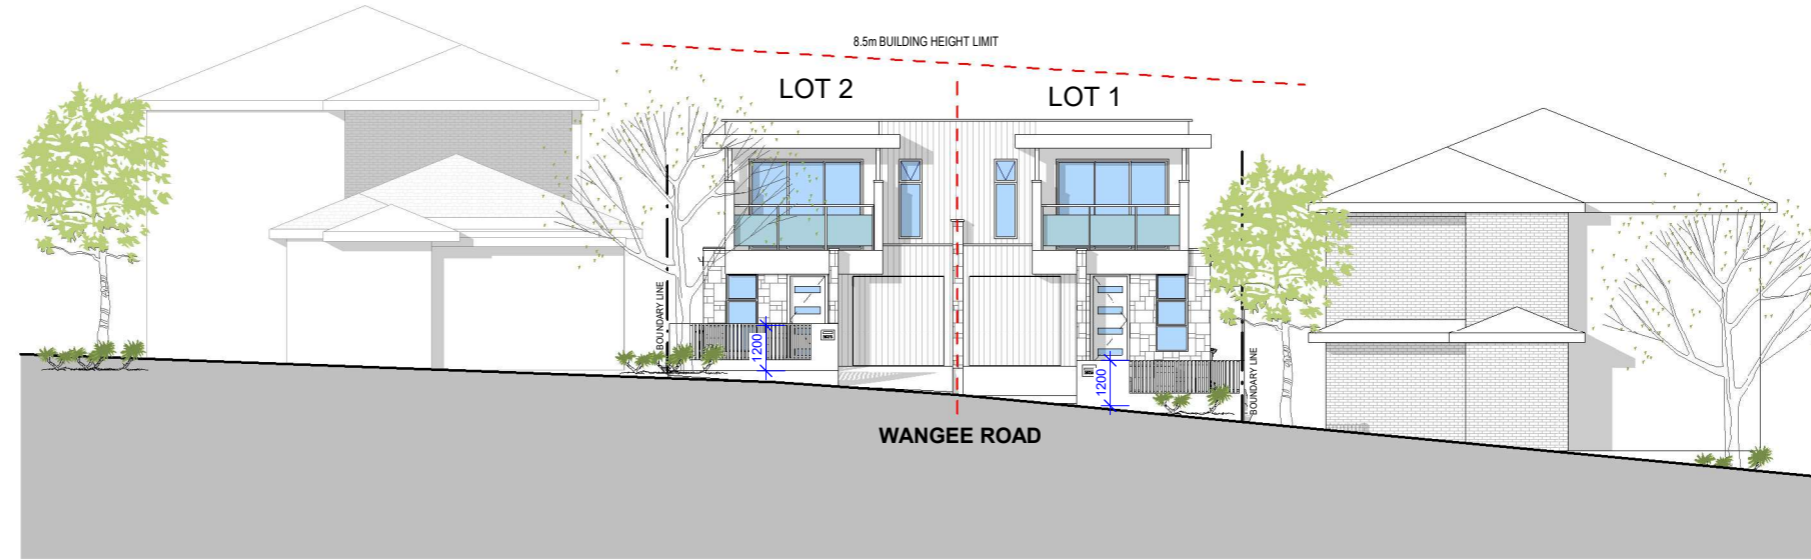 8.5m BUILDING HEIGHT LIMIT
LOT 2
LOT 1
BOUNDARY LINE
1200
1200
BOUNDARY LINE
WANGEE ROAD